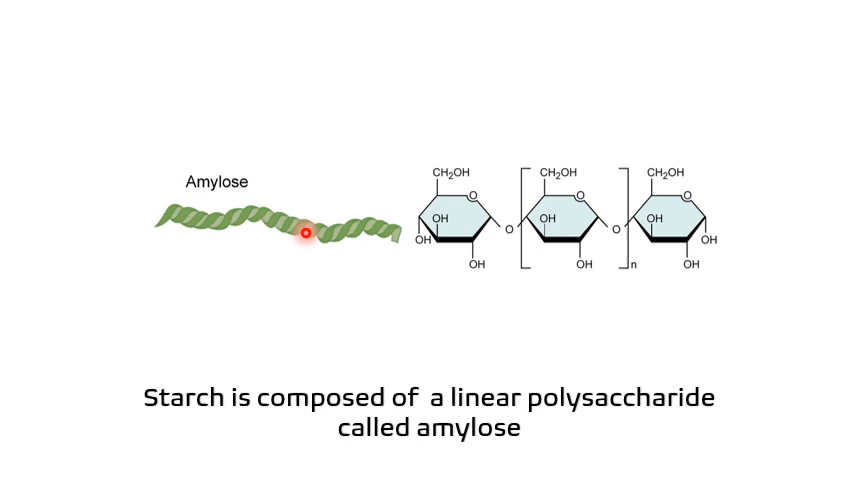 Amylose
CH₂OH CH₂OH CH₂OH
O O O
OH OH OH
OH O O OH
OH OH n OH
Starch is composed of a linear polysaccharide
called amylose